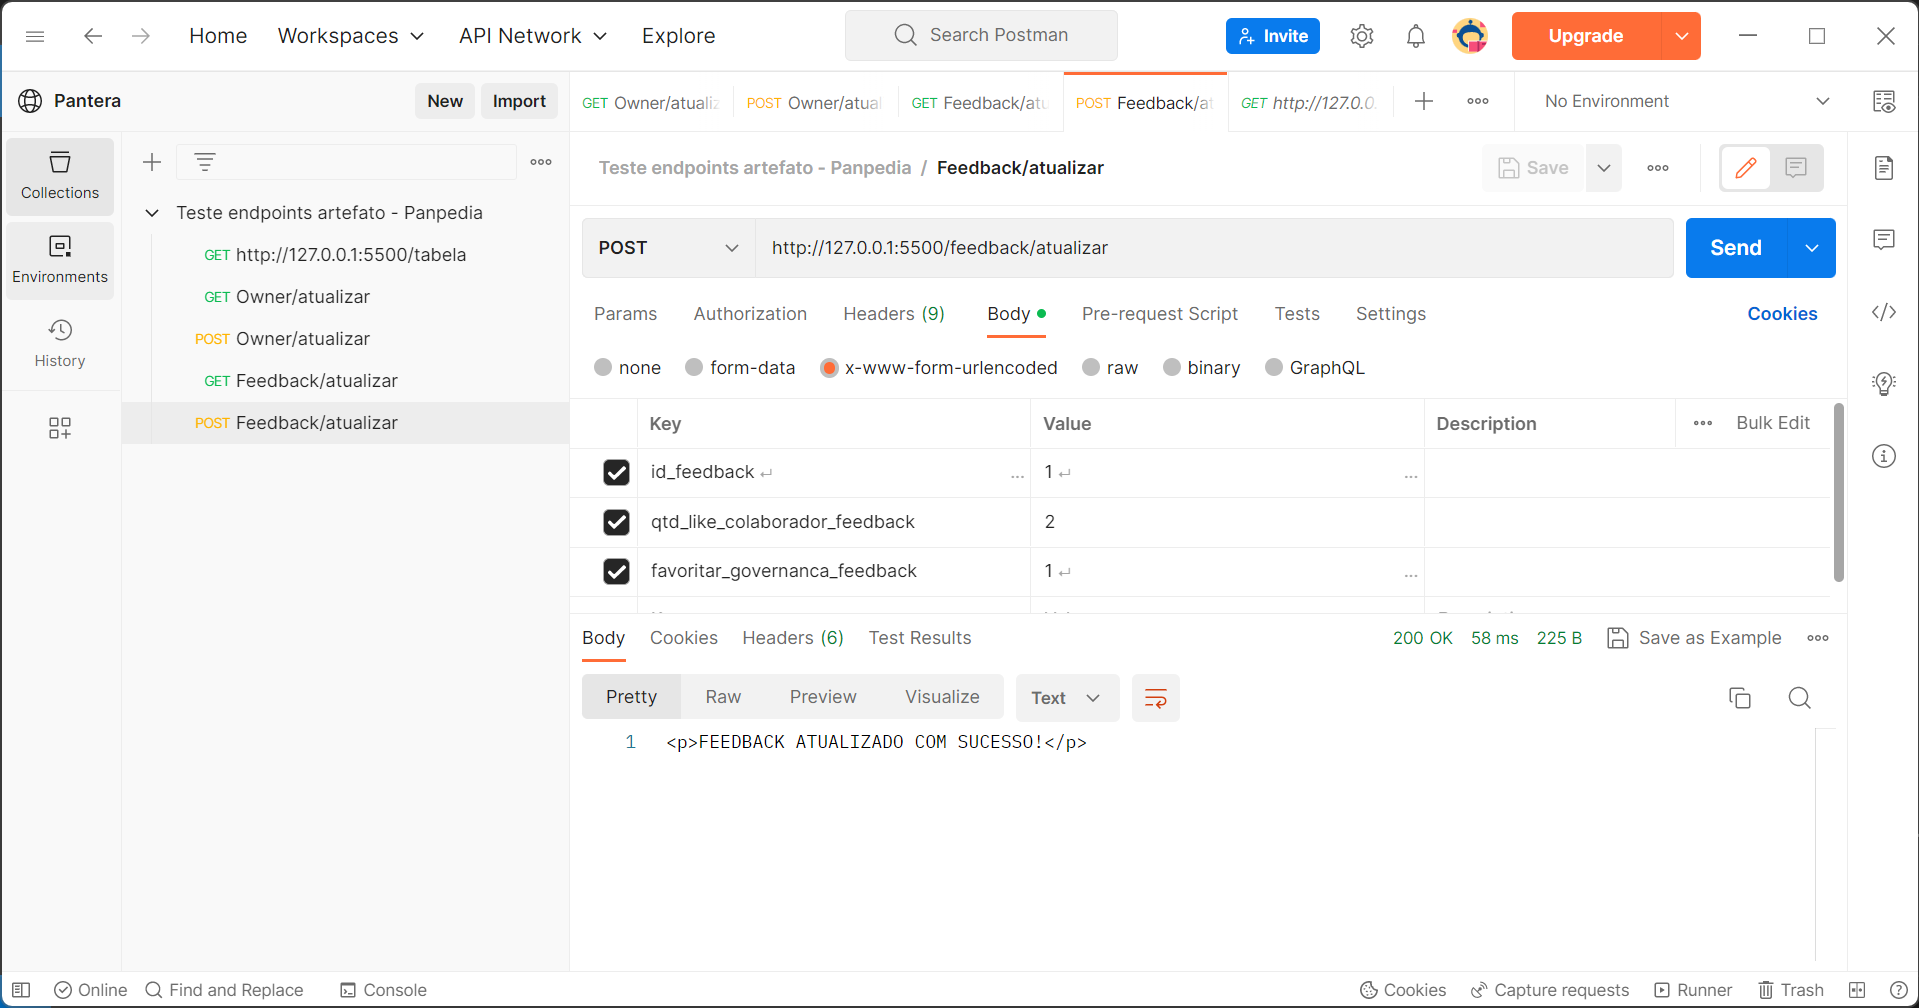 Home Workspaces API Network Explore Search Postman Invite Upgrade
Pantera New Import
GET Owner/atualiz POST Owner/atual GET Feedback/atu POST Feedback/at GET http://127.0.0. No Environment
Collections
Environments
History
Teste endpoints artefato - Panpedia
GET http://127.0.0.1:5500/tabela
GET Owner/atualizar
POST Owner/atualizar
GET Feedback/atualizar
POST Feedback/atualizar
Teste endpoints artefato - Panpedia / Feedback/atualizar Save
POST http://127.0.0.1:5500/feedback/atualizar Send
Params Authorization Headers (9) Body Pre-request Script Tests Settings Cookies
none form-data x-www-form-urlencoded raw binary GraphQL
Key Value Description Bulk Edit
id_feedback ↵ ... 1 ↵ ...
qtd_like_colaborador_feedback 2
favoritar_governanca_feedback 1 ↵ ...
Body Cookies Headers (6) Test Results 200 OK 58 ms 225 B Save as Example
Pretty Raw Preview Visualize Text
1 <p>FEEDBACK ATUALIZADO COM SUCESSO!</p>
Online Find and Replace Console Cookies Capture requests Runner Trash